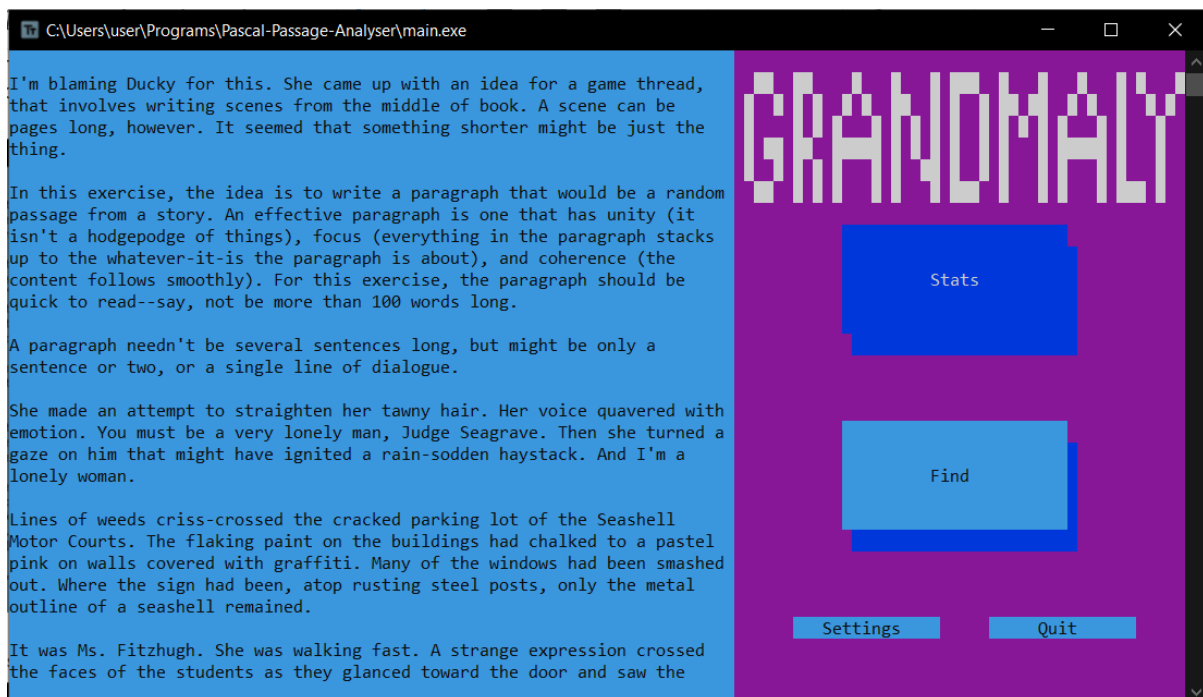 C:\Users\user\Programs\Pascal-Passage-Analyser\main.exe
I'm blaming Ducky for this. She came up with an idea for a game thread,
that involves writing scenes from the middle of book. A scene can be
pages long, however. It seemed that something shorter might be just the
thing.
In this exercise, the idea is to write a paragraph that would be a random
passage from a story. An effective paragraph is one that has unity (it
isn't a hodgepodge of things), focus (everything in the paragraph stacks
up to the whatever-it-is the paragraph is about), and coherence (the
content follows smoothly). For this exercise, the paragraph should be
quick to read--say, not be more than 100 words long.
A paragraph needn't be several sentences long, but might be only a
sentence or two, or a single line of dialogue.
She made an attempt to straighten her tawny hair. Her voice quavered with
emotion. You must be a very lonely man, Judge Seagrave. Then she turned a
gaze on him that might have ignited a rain-sodden haystack. And I'm a
lonely woman.
Lines of weeds criss-crossed the cracked parking lot of the Seashell
Motor Courts. The flaking paint on the buildings had chalked to a pastel
pink on walls covered with graffiti. Many of the windows had been smashed
out. Where the sign had been, atop rusting steel posts, only the metal
outline of a seashell remained.
It was Ms. Fitzhugh. She was walking fast. A strange expression crossed
the faces of the students as they glanced toward the door and saw the
GRANOMALY
Stats
Find
Settings
Quit